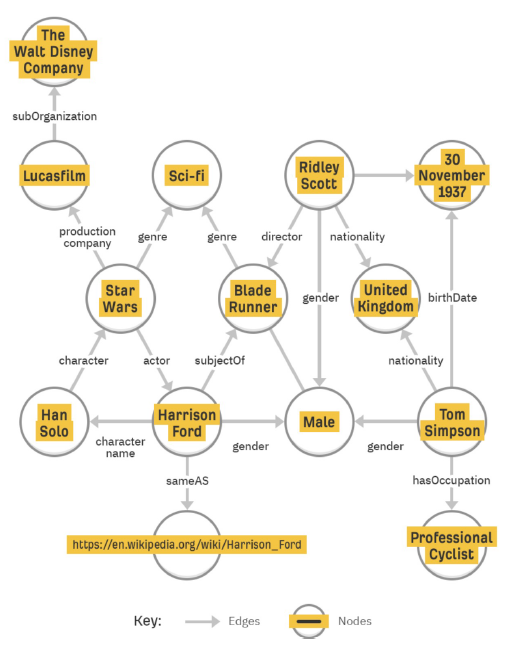 The
Walt Disney
Company
subOrganization
Lucasfilm
Sci-fi
Ridley
Scott
30
November
1937
production
company
genre
genre
director
nationality
Star
Wars
Blade
Runner
gender
United
Kingdom
birthDate
character
actor
subjectOf
nationality
Han
Solo
Harrison
Ford
Male
Tom
Simpson
character
name
gender
gender
sameAS
hasOccupation
https://en.wikipedia.org/wiki/Harrison_Ford
Professional
Cyclist
Key:
Edges
Nodes